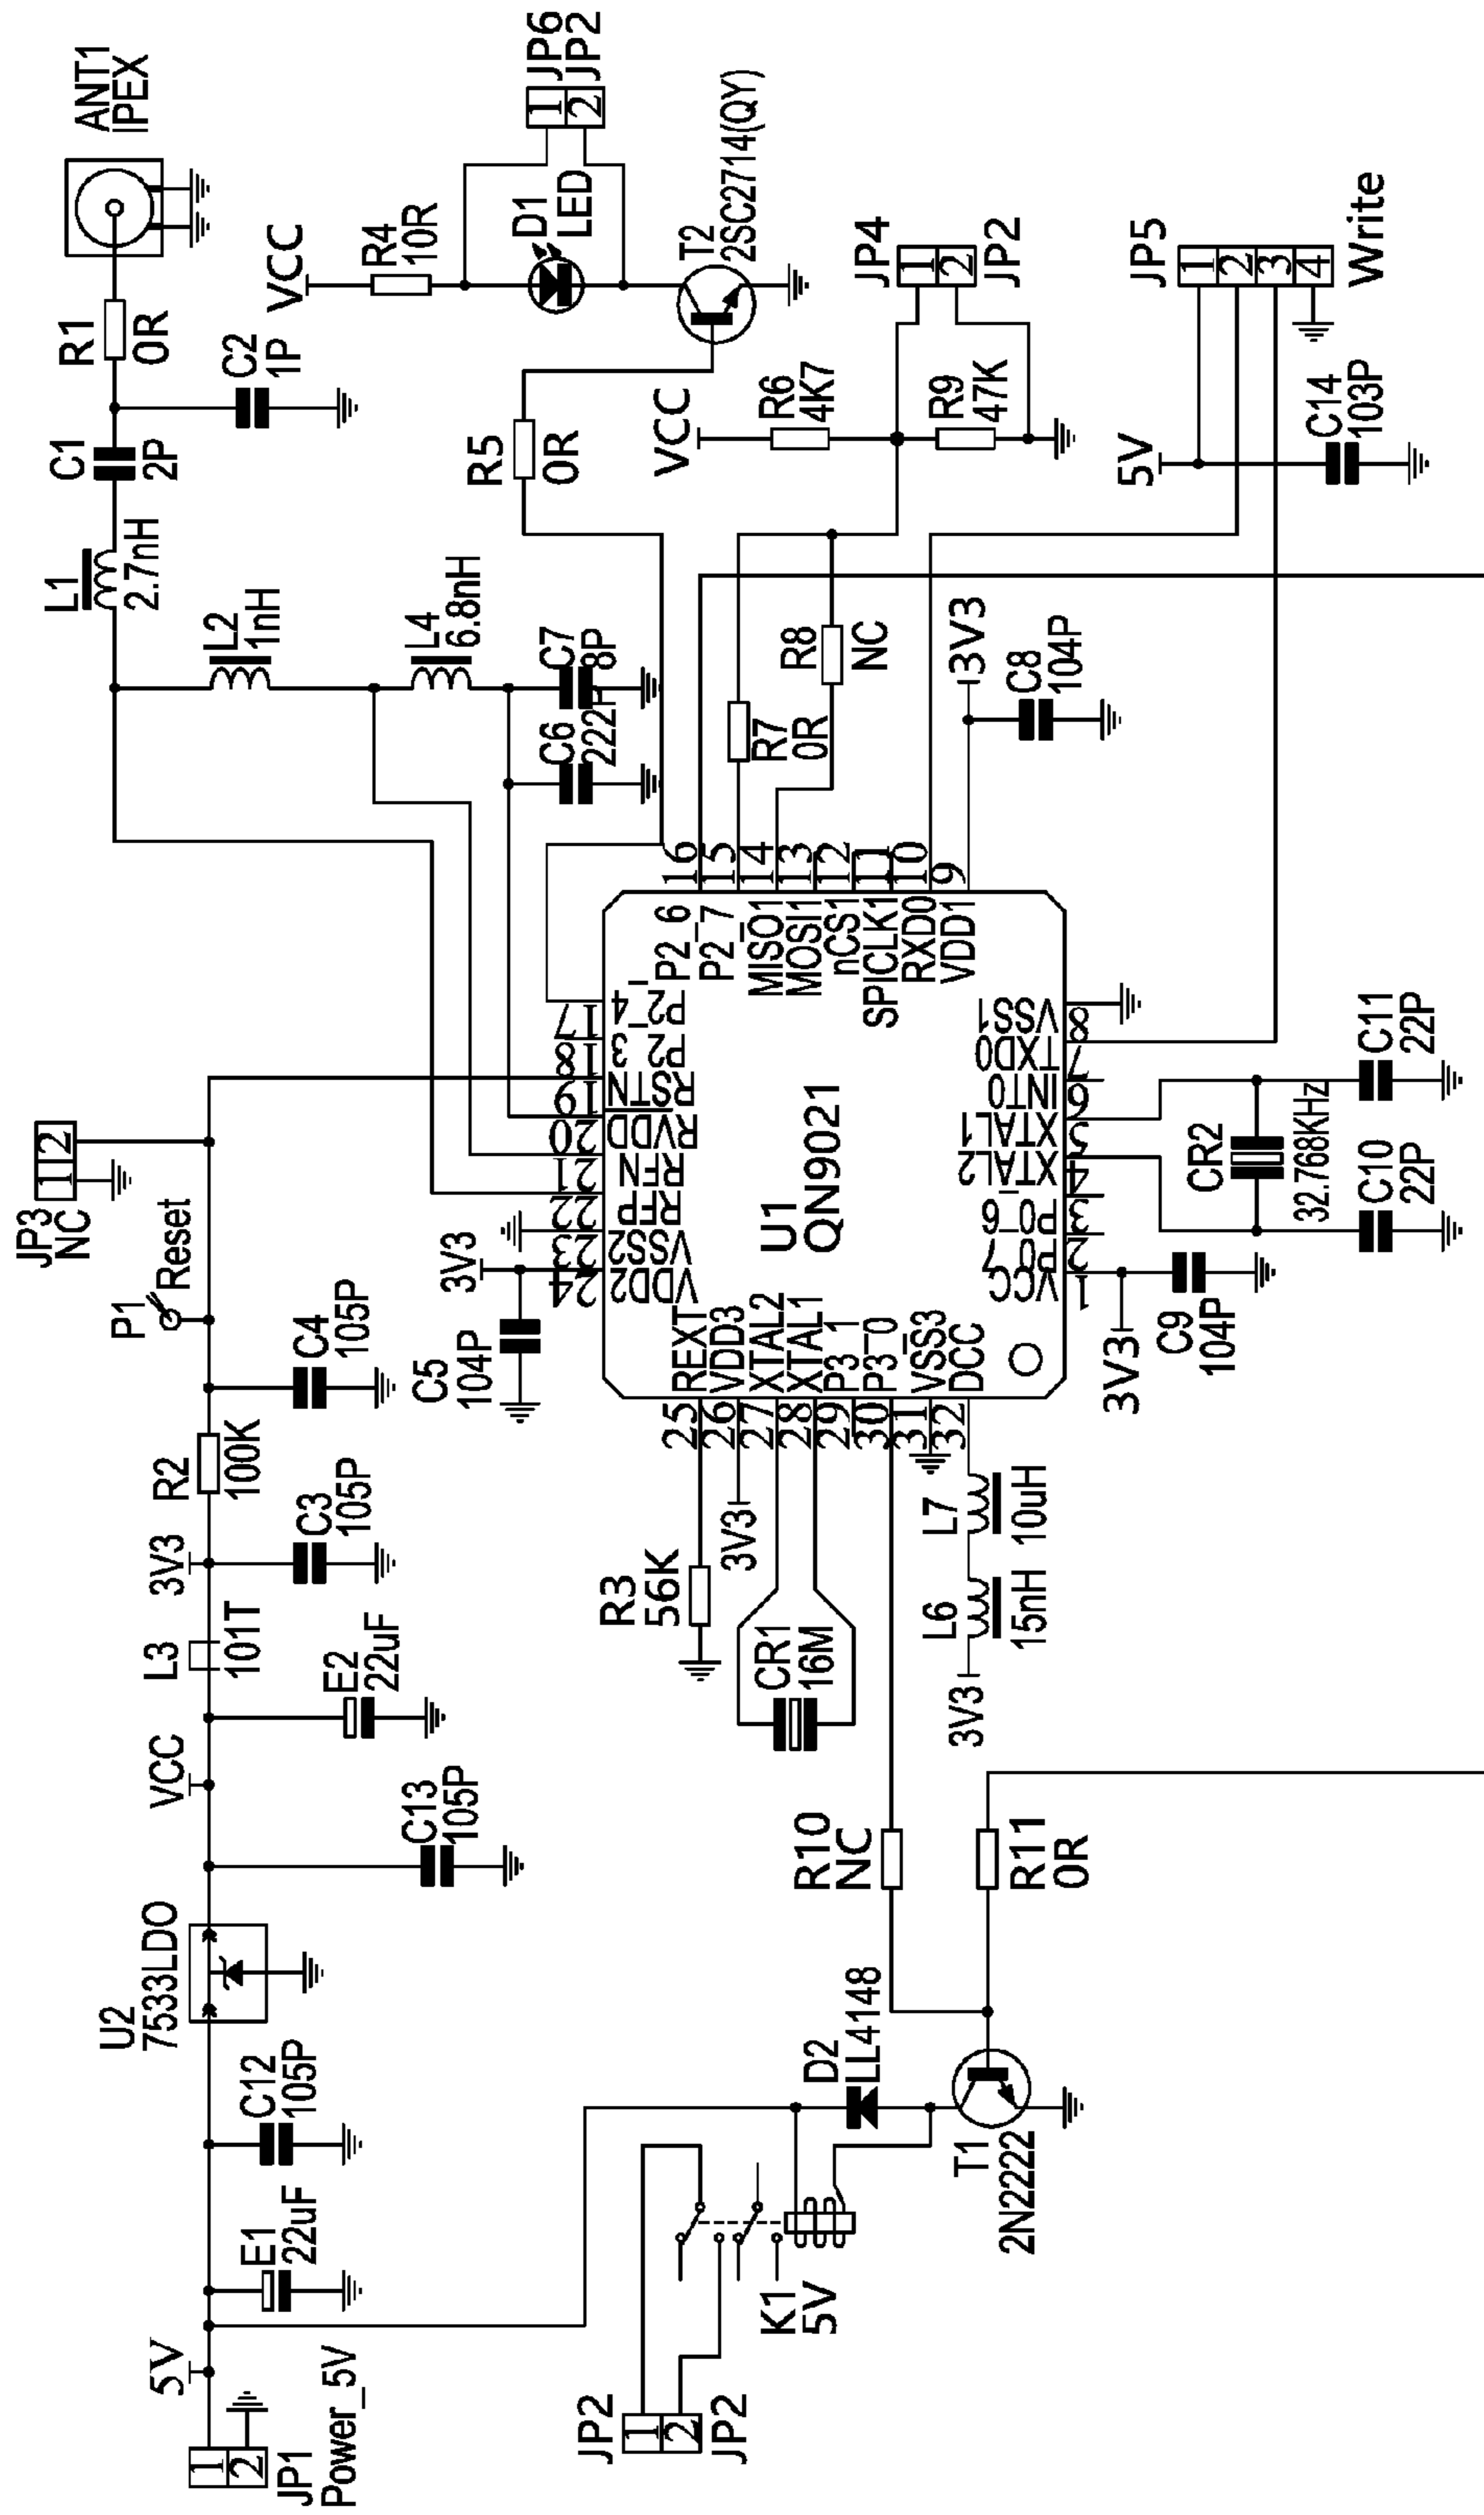 JP1
Power_5V
1
2
5V
E1
22uF
C12
105P
U2
7533LDO
C13
105P
VCC
E2
22uF
L3
101T
3V3
C3
105P
R2
100K
C4
105P
P1
Reset
JP3
NC
1
2
L1
2.7nH
C1
2P
R1
0R
ANT1
IPEX
C2
1P
L2
1nH
L4
6.8nH
C6
C7
8P
VCC
R4
10R
D1
LED
JP6
JP2
1
2
T2
2SC2714(QY)
R5
0R
VCC
R6
4K7
R9
47K
JP4
1
2
JP2
R7
0R
R8
NC
5V
C14
103P
JP5
1
2
3
4
Write
3V3
C8
104P
3V3
C5
104P
U1
QN9021
24
VDD2
23
VSS2
22
RFP
21
RFN
20
RVDD
19
RSTN
18
P2_3
17
P2_4
16
P2_6
15
P2_7
14
MISO1
13
MOSI1
12
nCS1
11
SPICLK1
10
RXD0
9
VDD1
8
VSS1
7
TXD0
6
INT0
5
XTAL1
4
XTAL2
3
P0_6
2
P0_7
1
VCC
25
REXT
26
VDD3
27
XTAL2
28
XTAL1
29
P3_1
30
P3_0
31
VSS3
32
DCC
R3
56K
3V3
CR1
16M
L7
10uH
L6
15nH
3V3
3V3
C9
104P
CR2
32.768KHz
C10
22P
C11
22P
R10
NC
R11
0R
D2
LL4148
T1
2N2222
K1
5V
JP2
1
2
JP2